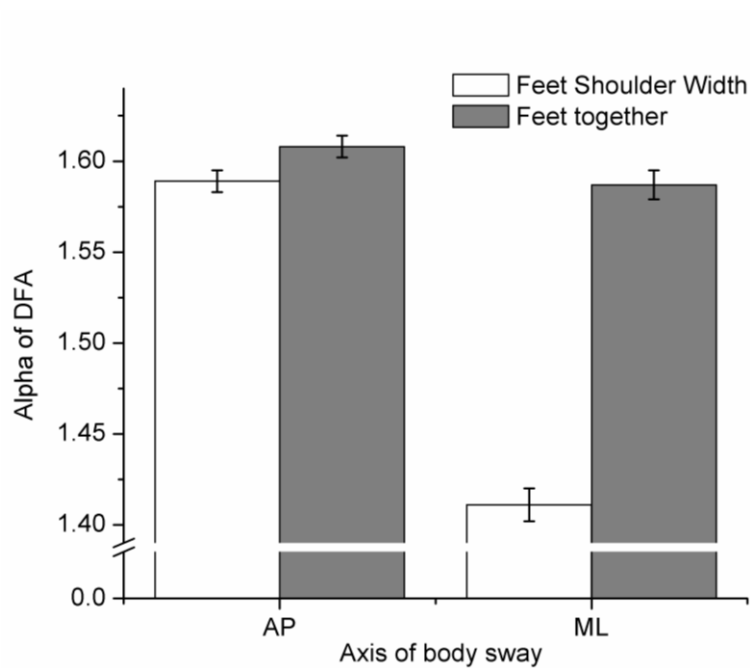 Feet Shoulder Width
Feet together
Alpha of DFA
1.60
1.55
1.50
1.45
1.40
0.0
AP
ML
Axis of body sway